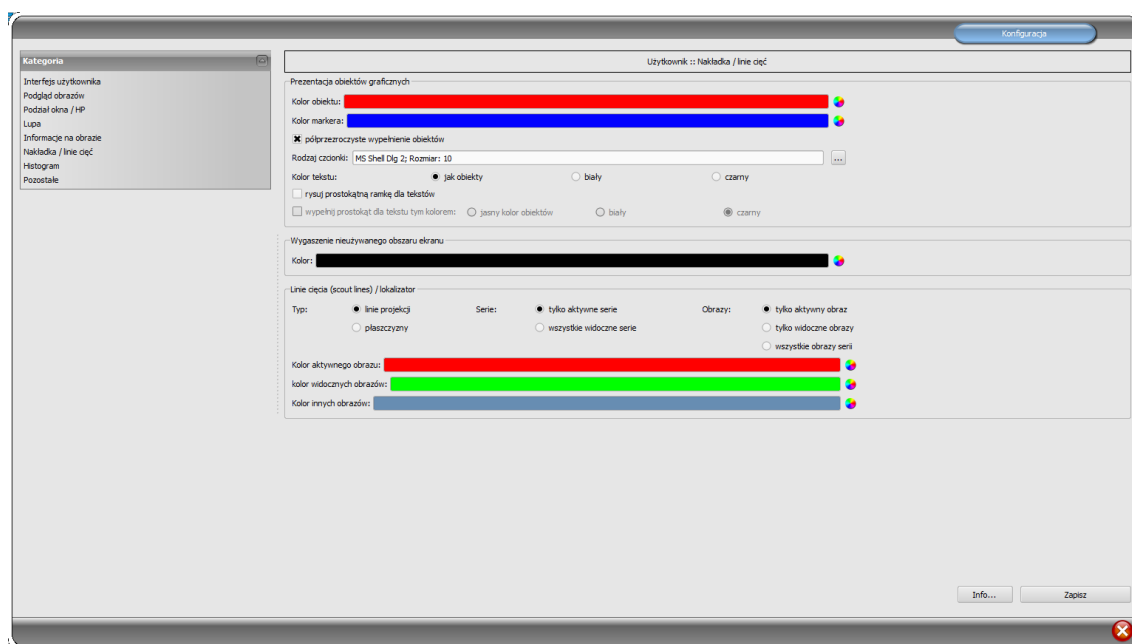 Konfiguracja
Kategoria
Interfejs użytkownika
Podgląd obrazów
Podział okna / HP
Lupa
Informacje na obrazie
Nakładka / linie cięć
Histogram
Pozostałe
Użytkownik :: Nakładka / linie cięć
Prezentacja obiektów graficznych
Kolor obiektu:
Kolor markera:
półprzezroczyste wypełnienie obiektów
Rodzaj czcionki: MS Shell Dlg 2; Rozmiar: 10 ...
Kolor tekstu: jak obiekty biały czarny
rysuj prostokątną ramkę dla tekstów
wypełnij prostokąt dla tekstu tym kolorem: jasny kolor obiektów biały czarny
Wygaszenie nieużywanego obszaru ekranu
Kolor:
Linie cięcia (scout lines) / lokalizator
Typ: linie projekcji Serie: tylko aktywne serie Obrazy: tylko aktywny obraz
płaszczyzny wszystkie widoczne serie tylko widoczne obrazy
wszystkie obrazy serii
Kolor aktywnego obrazu:
kolor widocznych obrazów:
Kolor innych obrazów:
Info... Zapisz